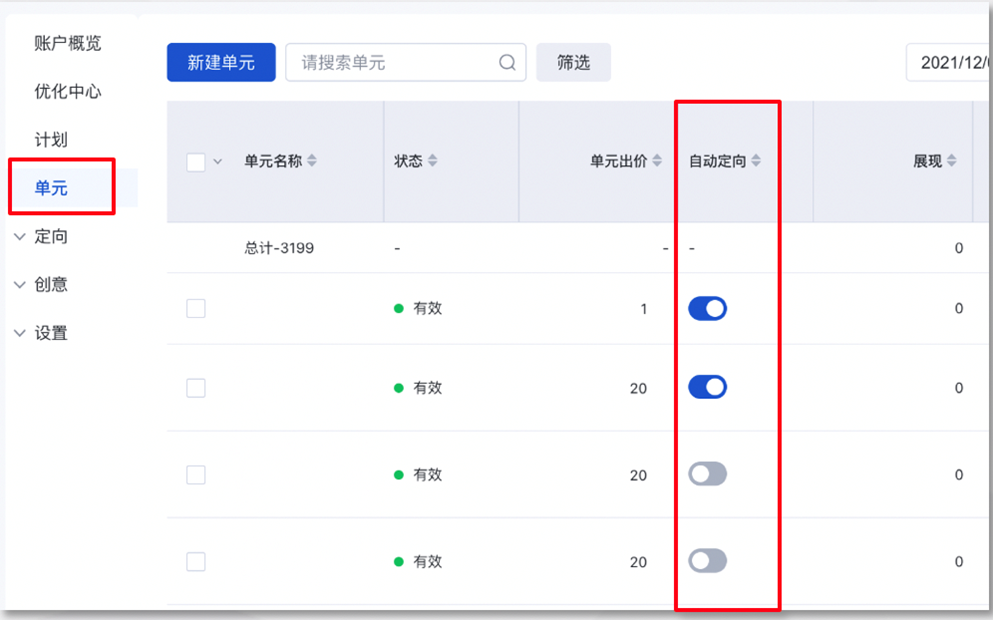 账户概览
优化中心
计划
单元
定向
创意
设置
新建单元 请搜索单元 筛选 2021/12/0
单元名称 状态 单元出价 自动定向 展现
总计-3199 - - - 0
有效 1 0
有效 20 0
有效 20 0
有效 20 0